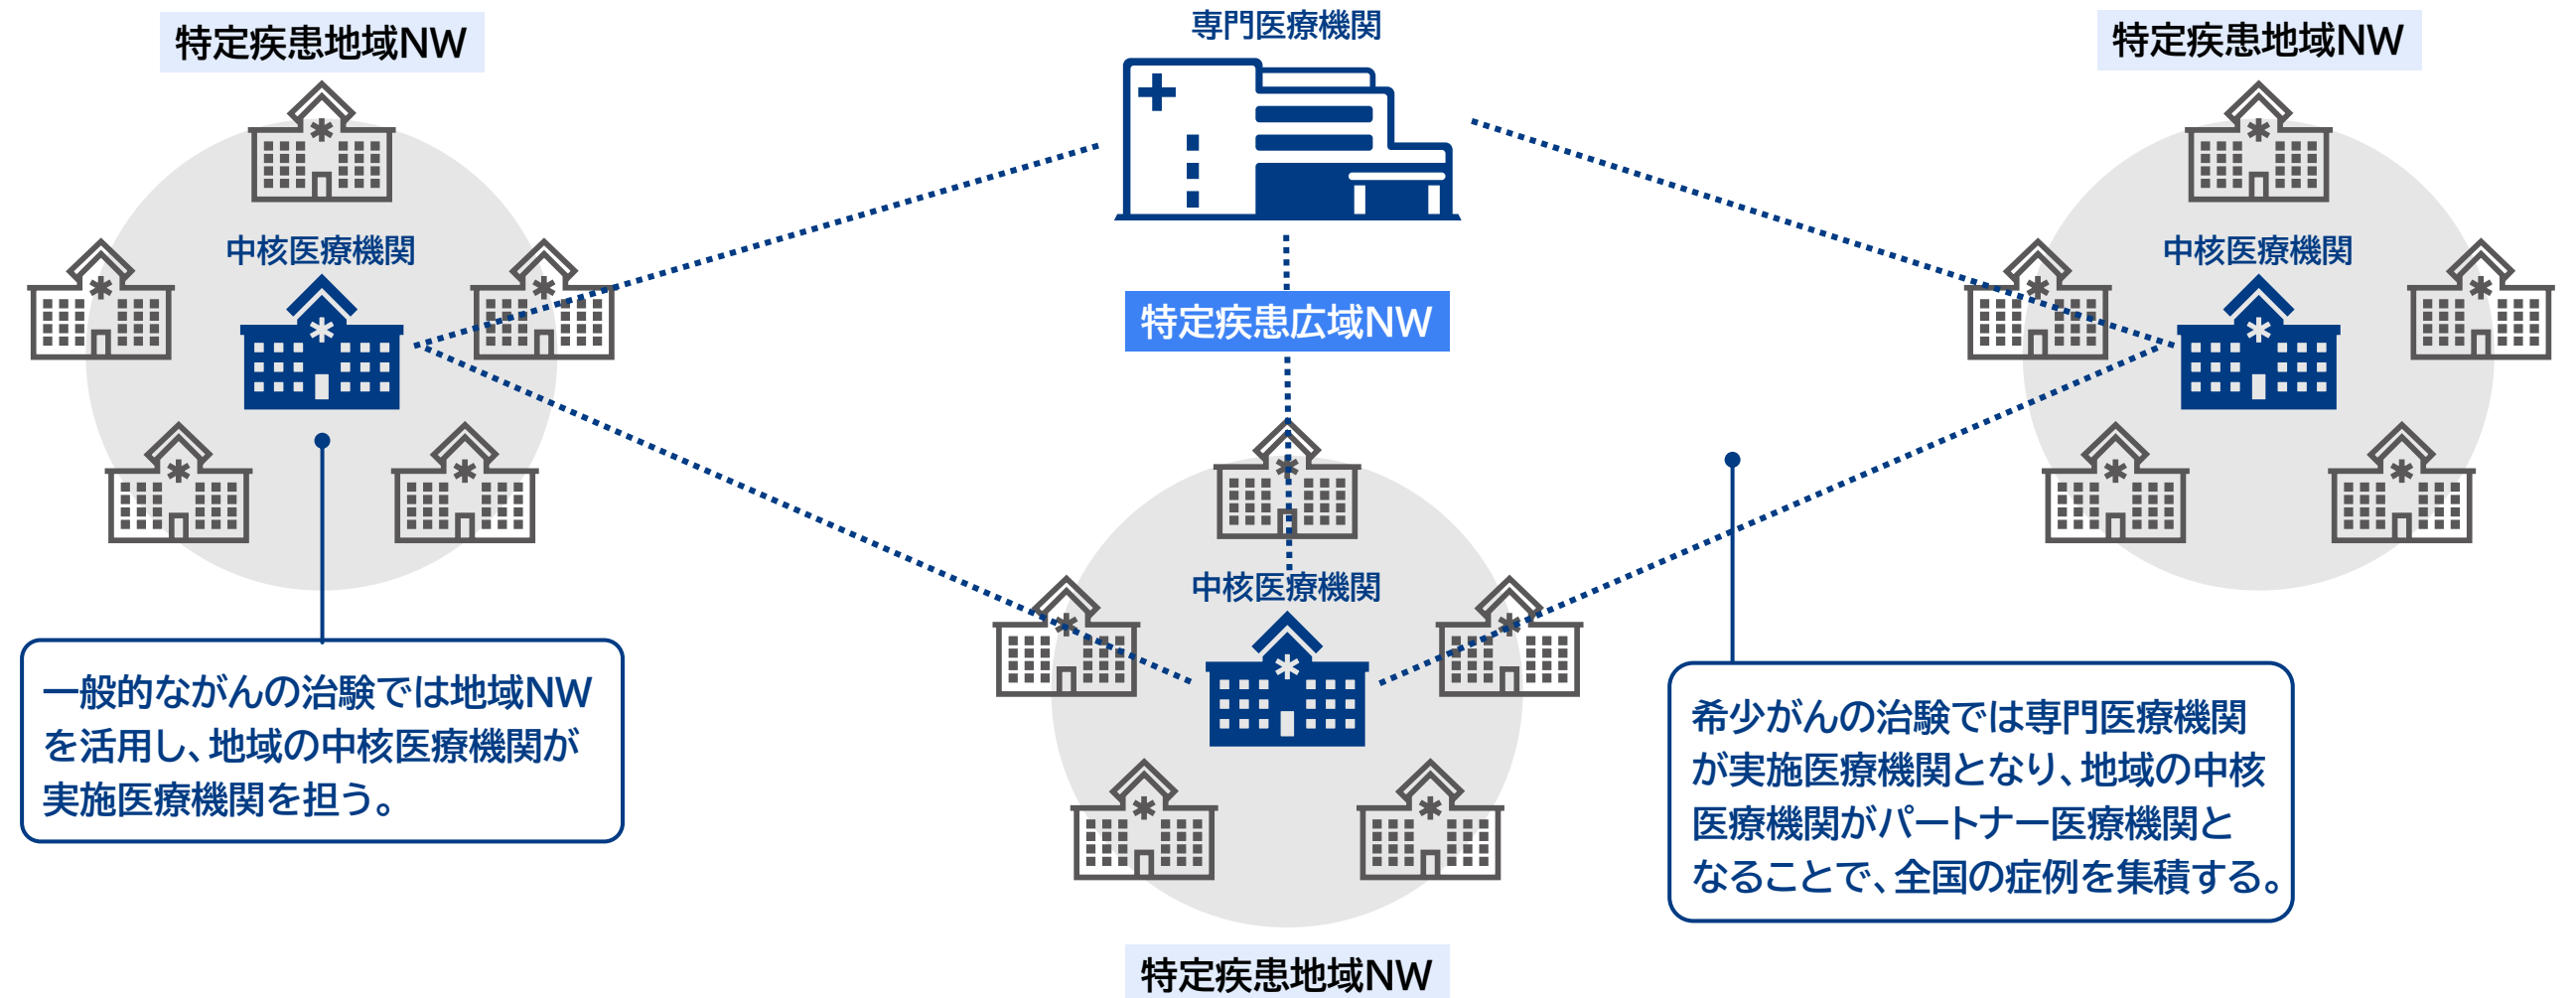 特定疾患地域NW
専門医療機関
特定疾患地域NW
中核医療機関
中核医療機関
特定疾患広域NW
中核医療機関
一般的ながんの治験では地域NW
を活用し、地域の中核医療機関が
実施医療機関を担う。
希少がんの治験では専門医療機関
が実施医療機関となり、地域の中核
医療機関がパートナー医療機関と
なることで、全国の症例を集積する。
特定疾患地域NW